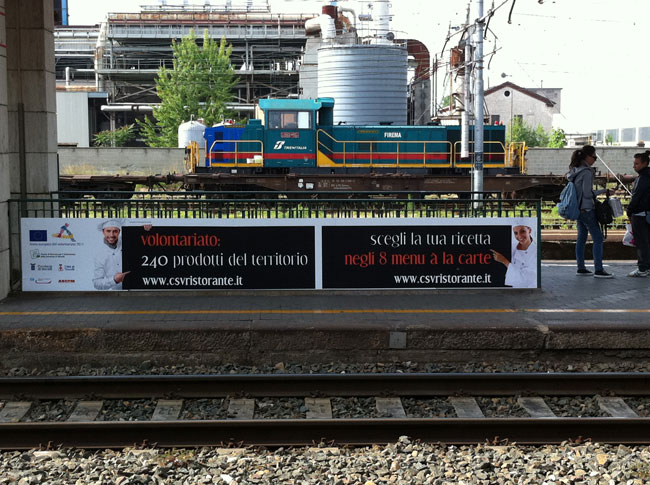 FIREMA
TRENITALIA
volontariato:
240 prodotti del territorio
www.csvristorante.it
scegli la tua ricetta
negli 8 menu à la carte
www.csvristorante.it